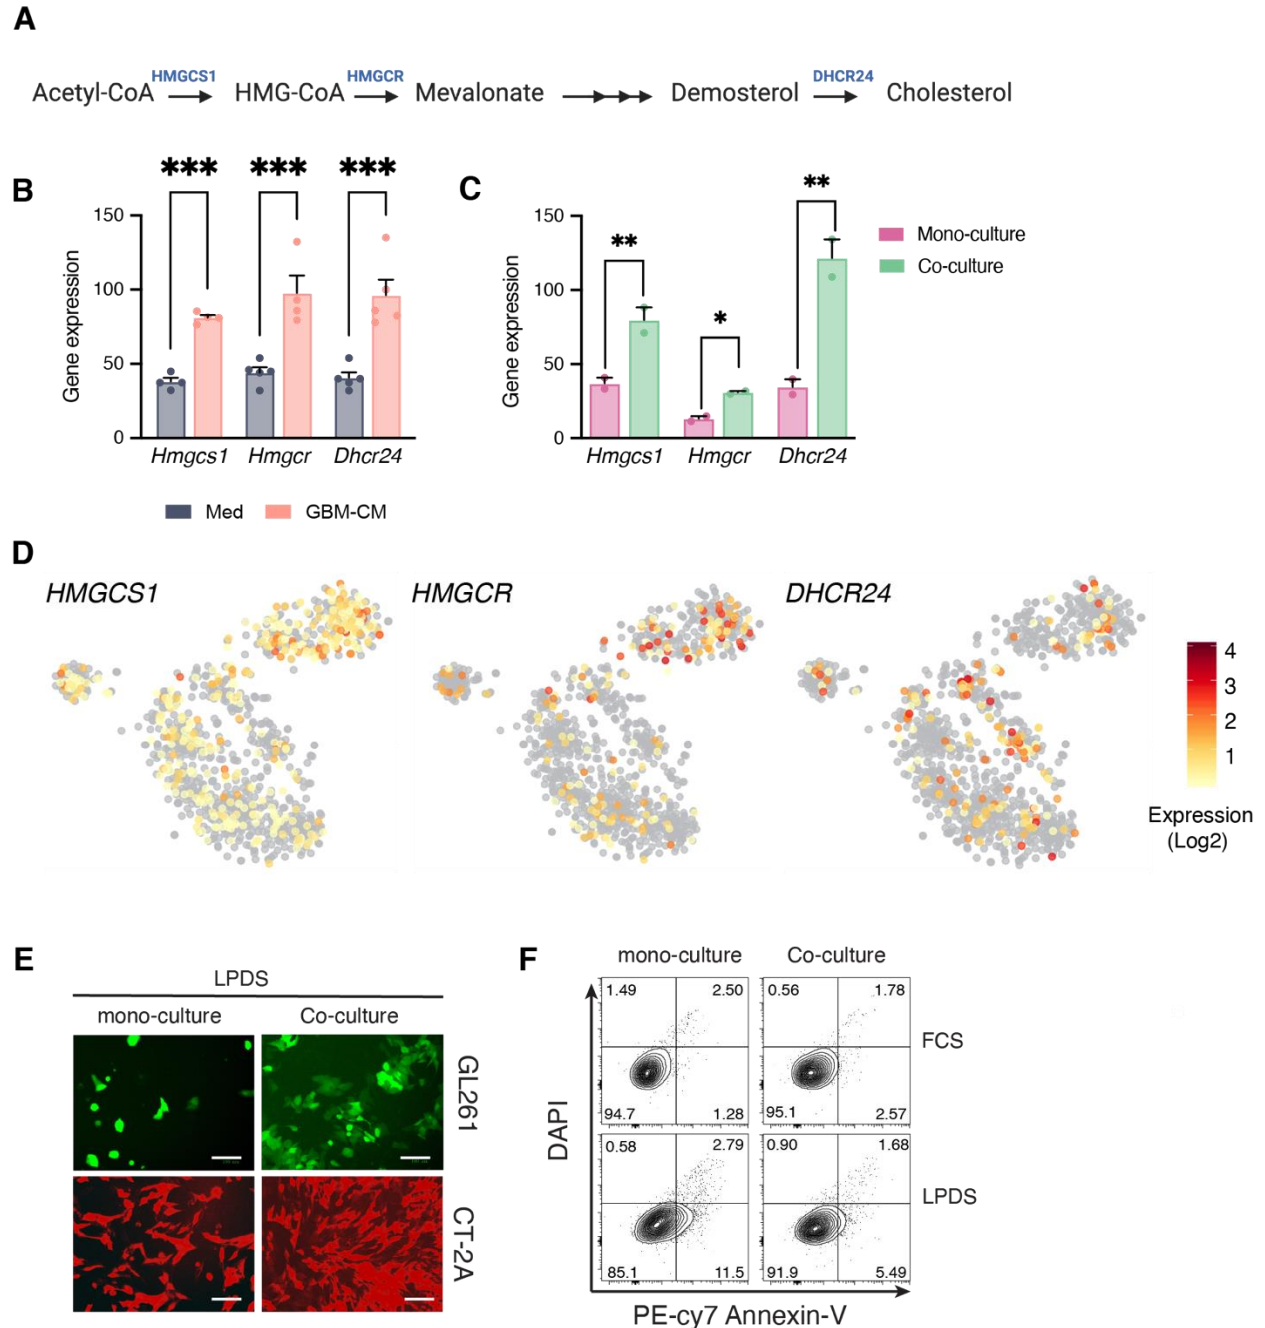 A
HMGCS1 HMGCR DHCR24
Acetyl-CoA HMG-CoA Mevalonate Demosterol Cholesterol
B
*** *** ***
Gene expression
150
100
50
0
Hmgcs1 Hmgcr Dhcr24
Med GBM-CM
C
** * **
Gene expression
150
100
50
0
Hmgcs1 Hmgcr Dhcr24
Mono-culture
Co-culture
D
HMGCS1 HMGCR DHCR24
4
3
2
1
Expression
(Log2)
E
LPDS
mono-culture Co-culture
GL261
CT-2A
F
mono-culture Co-culture
1.49 2.50 0.56 1.78
FCS
94.7 1.28 95.1 2.57
0.58 2.79 0.90 1.68
LPDS
85.1 11.5 91.9 5.49
DAPI
PE-cy7 Annexin-V